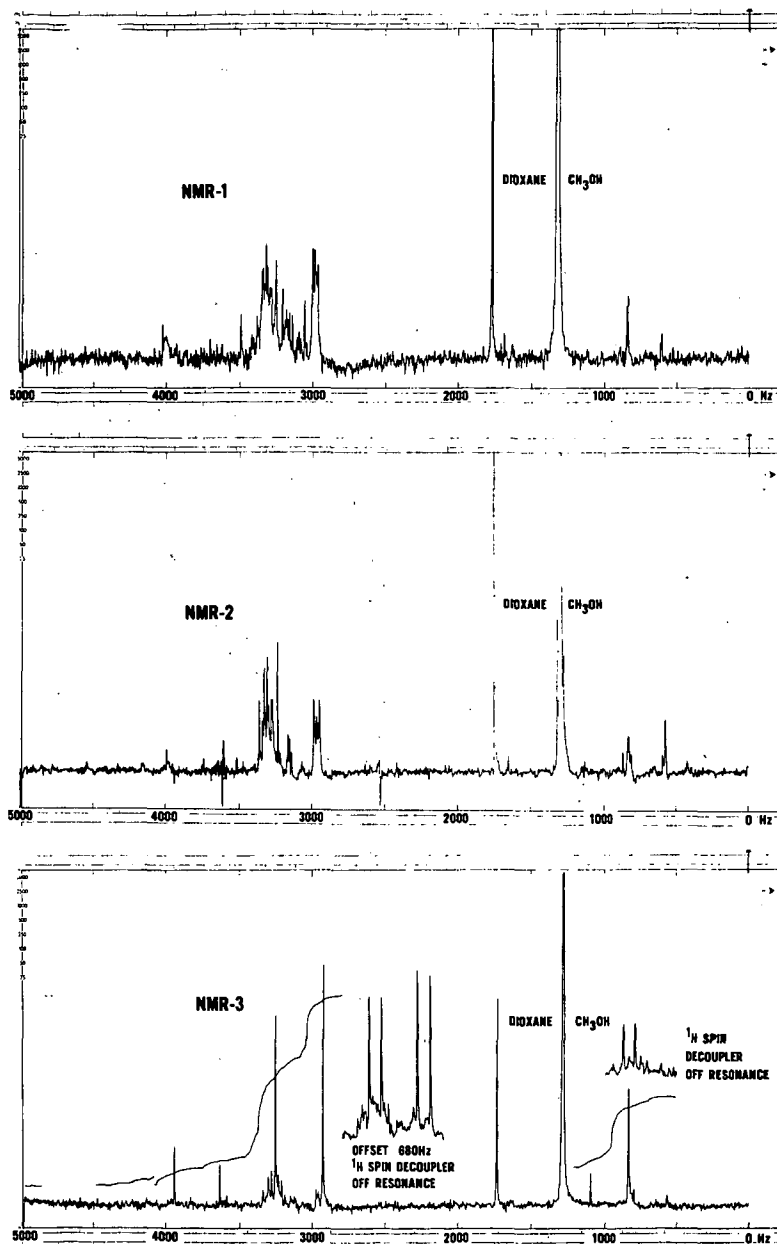 NMR-1
DIOXANE CH₃OH
5000 4000 3000 2000 1000 0 Hz
NMR-2
DIOXANE CH₃OH
5000 4000 3000 2000 1000 0 Hz
NMR-3
DIOXANE CH₃OH
¹H SPIN
DECOUPLER
OFF RESONANCE
OFFSET 680Hz
¹H SPIN DECOUPLER
OFF RESONANCE
5000 4000 3000 2000 1000 0 Hz